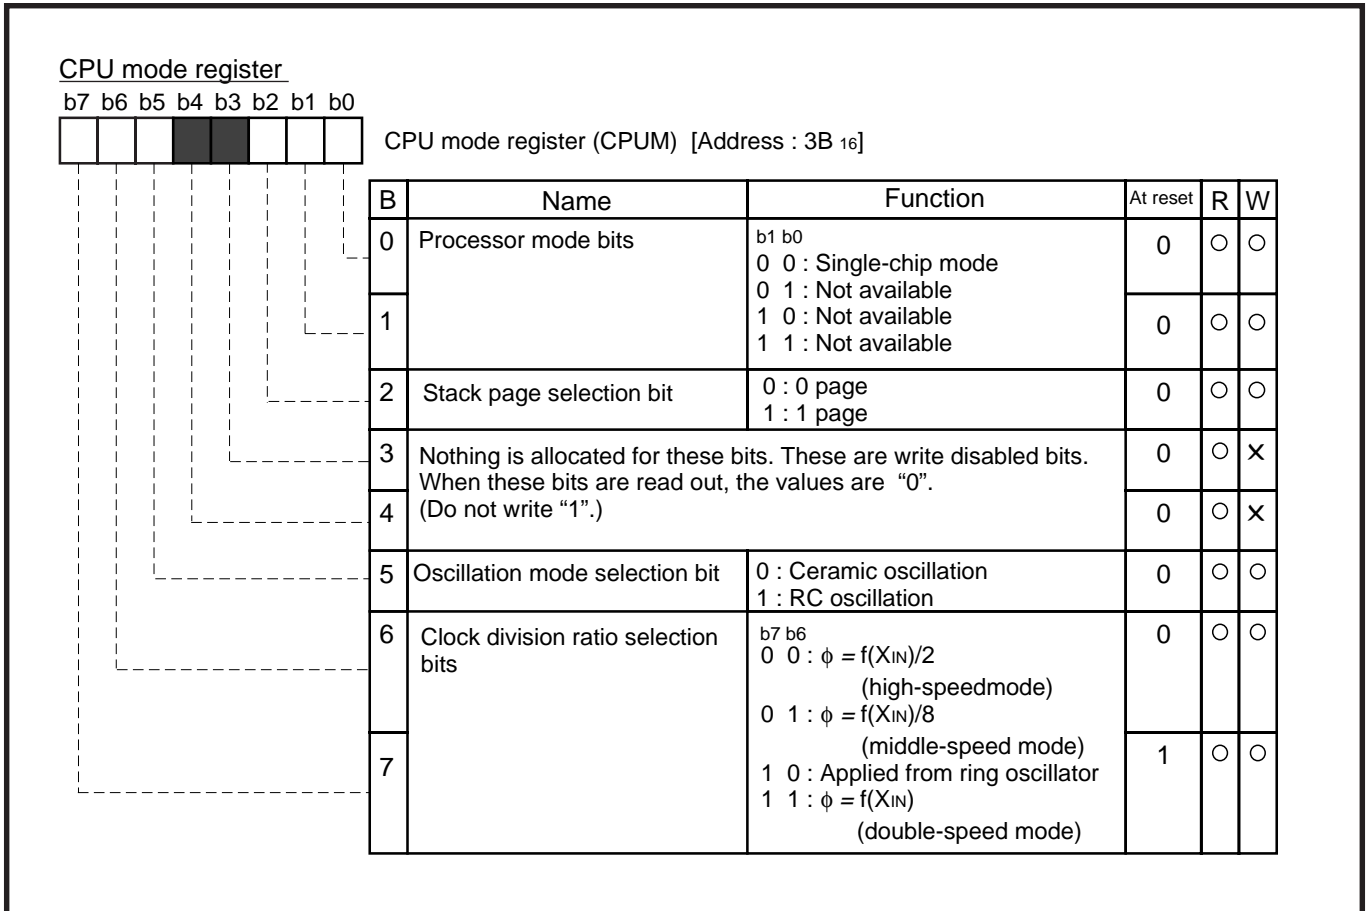 CPU mode register
b7 b6 b5 b4 b3 b2 b1 b0
CPU mode register (CPUM) [Address : 3B 16]
B Name Function At reset R W
0 Processor mode bits b1 b0 0 ○ ○
0 0 : Single-chip mode
0 1 : Not available
1 1 0 : Not available 0 ○ ○
1 1 : Not available
2 Stack page selection bit 0 : 0 page 0 ○ ○
1 : 1 page
3 Nothing is allocated for these bits. These are write disabled bits. 0 ○ ×
When these bits are read out, the values are “0”.
4 (Do not write “1”.) 0 ○ ×
5 Oscillation mode selection bit 0 : Ceramic oscillation 0 ○ ○
1 : RC oscillation
6 Clock division ratio selection b7 b6 0 ○ ○
bits 0 0 : ϕ = f(XIN)/2
(high-speedmode)
0 1 : ϕ = f(XIN)/8
(middle-speed mode)
7 1 0 : Applied from ring oscillator 1 ○ ○
1 1 : ϕ = f(XIN)
(double-speed mode)